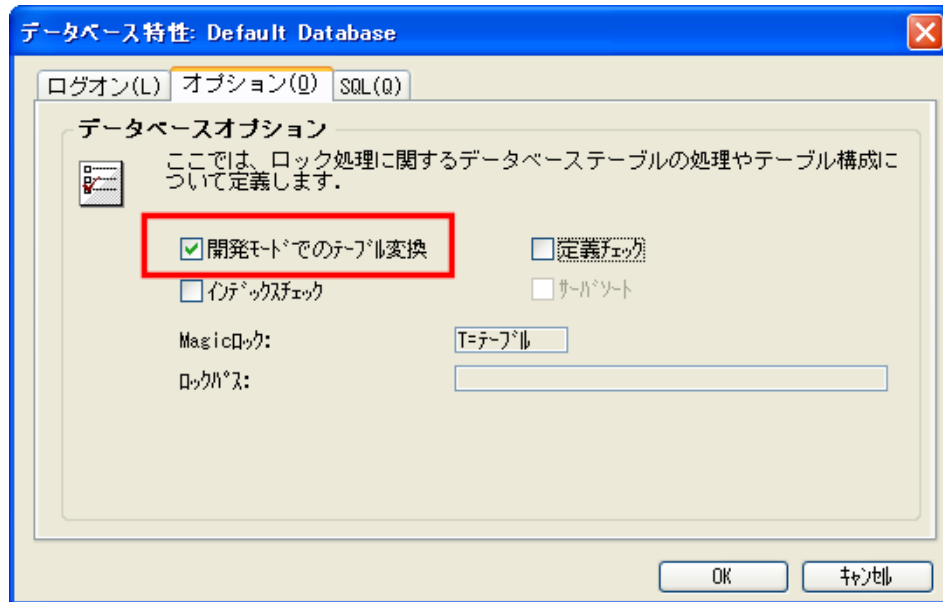 データベース特性: Default Database
ログオン(L) オプション(O) SQL(Q)
データベースオプション
ここでは、ロック処理に関するデータベーステーブルの処理やテーブル構成に
ついて定義します.
開発ﾓｰﾄﾞでのﾃｰﾌﾞﾙ変換 定義ﾁｪｯｸ
ｲﾝﾃﾞｯｸｽﾁｪｯｸ ｻｰﾊﾞｿｰﾄ
Magicﾛｯｸ: T=ﾃｰﾌﾞﾙ
ﾛｯｸﾊﾟｽ:
OK ｷｬﾝｾﾙ